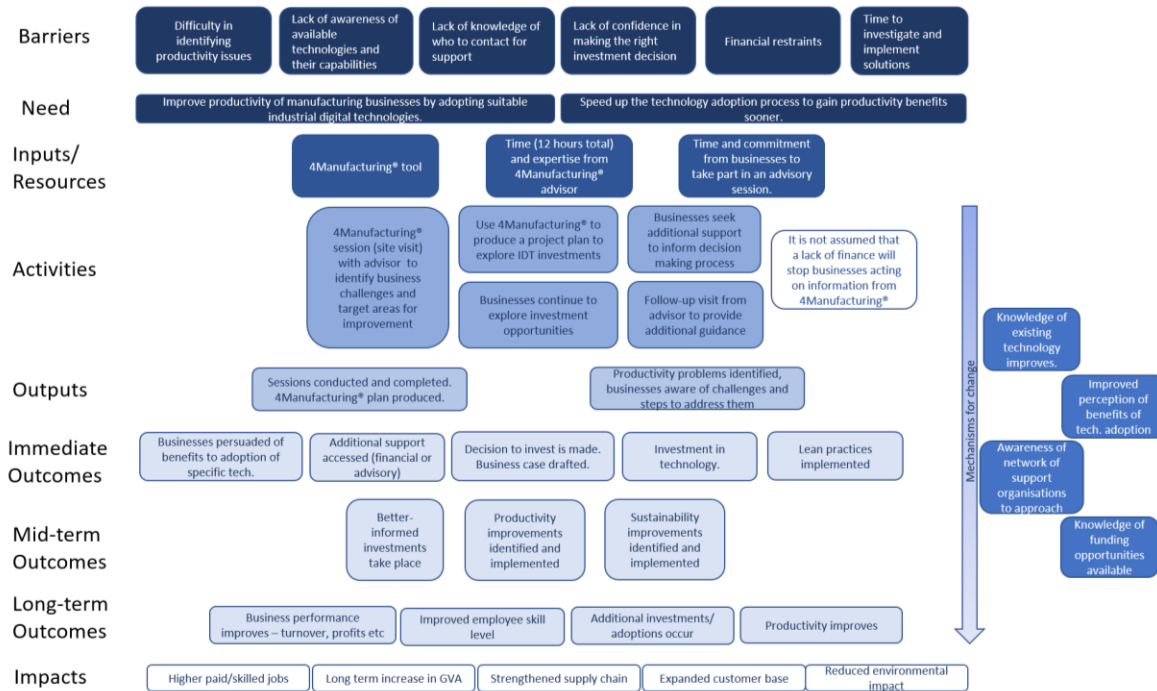 Barriers
Difficulty in
identifying
productivity issues
Lack of awareness of
available
technologies and
their capabilities
Lack of knowledge of
who to contact for
support
Lack of confidence in
making the right
investment decision
Financial restraints
Time to
investigate and
implement
solutions
Need
Improve productivity of manufacturing businesses by adopting suitable
industrial digital technologies.
Speed up the technology adoption process to gain productivity benefits
sooner.
Inputs/
Resources
4Manufacturing® tool
Time (12 hours total)
and expertise from
4Manufacturing®
advisor
Time and commitment
from businesses to
take part in an advisory
session.
Activities
4Manufacturing®
session (site visit)
with advisor to
identify business
challenges and
target areas for
improvement
Use 4Manufacturing® to
produce a project plan to
explore IDT investments
Businesses continue to
explore investment
opportunities
Businesses seek
additional support
to inform decision
making process
Follow-up visit from
advisor to provide
additional guidance
It is not assumed that
a lack of finance will
stop businesses acting
on information from
4Manufacturing®
Outputs
Sessions conducted and completed.
4Manufacturing® plan produced.
Productivity problems identified,
businesses aware of challenges and
steps to address them
Immediate
Outcomes
Businesses persuaded of
benefits to adoption of
specific tech.
Additional support
accessed (financial or
advisory)
Decision to invest is made.
Business case drafted.
Investment in
technology.
Lean practices
implemented
Mid-term
Outcomes
Better-
informed
investments
take place
Productivity
improvements
identified and
implemented
Sustainability
improvements
identified and
implemented
Long-term
Outcomes
Business performance
improves – turnover, profits etc
Improved employee skill
level
Additional investments/
adoptions occur
Productivity improves
Impacts
Higher paid/skilled jobs
Long term increase in GVA
Strengthened supply chain
Expanded customer base
Reduced environmental
impact
Mechanisms for change
Knowledge of
existing
technology
improves.
Improved
perception of
benefits of
tech. adoption
Awareness of
network of
support
organisations
to approach
Knowledge of
funding
opportunities
available